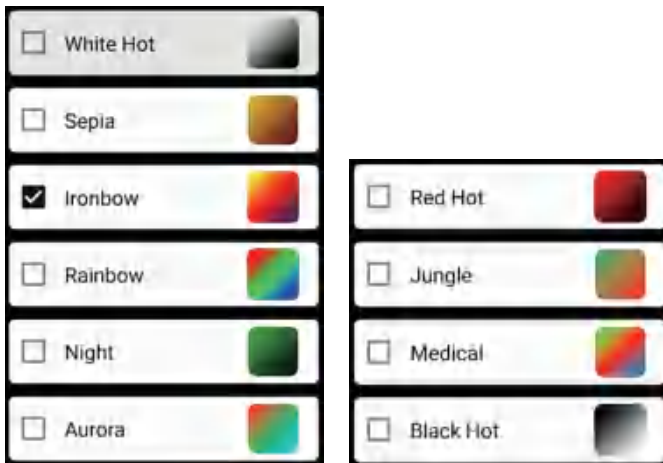 White Hot
Sepia
Ironbow
Rainbow
Night
Aurora
Red Hot
Jungle
Medical
Black Hot